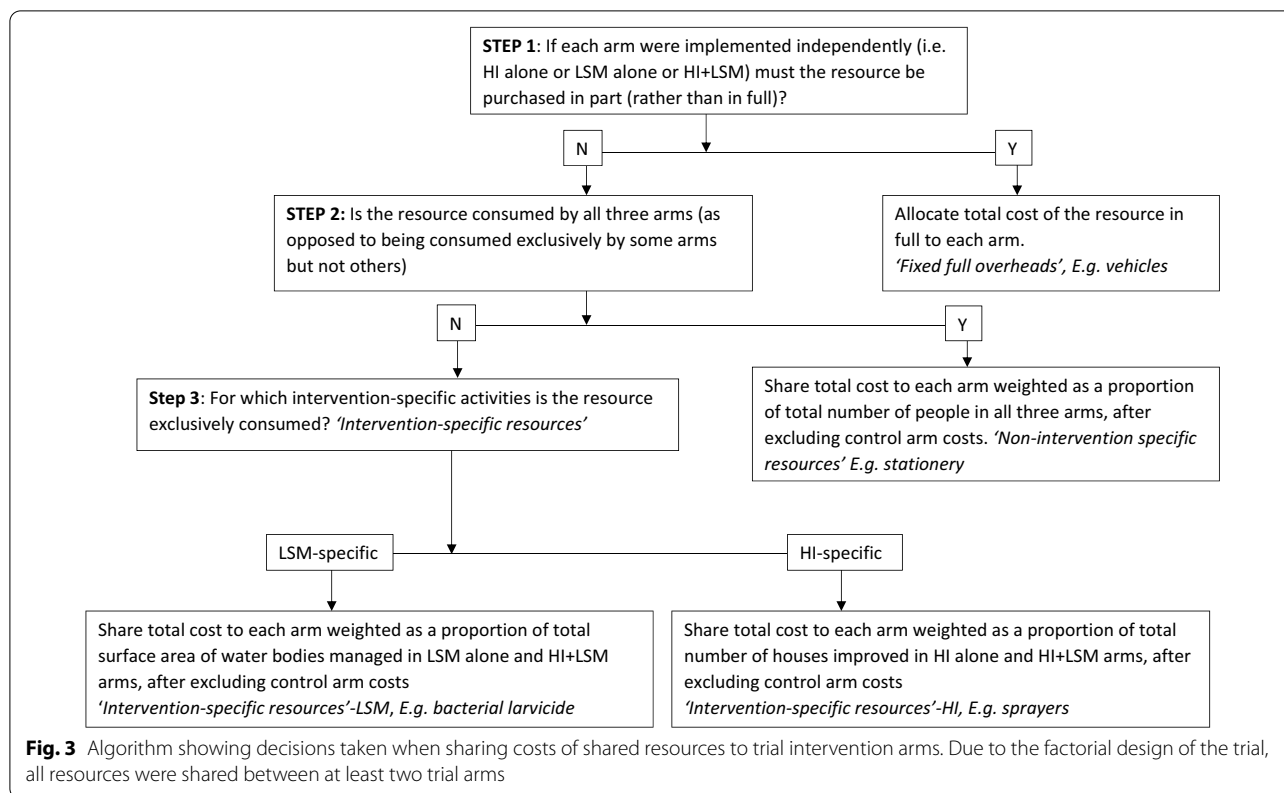 STEP 1: If each arm were implemented independently (i.e.
HI alone or LSM alone or HI+LSM) must the resource be
purchased in part (rather than in full)?
N
Y
STEP 2: Is the resource consumed by all three arms (as
opposed to being consumed exclusively by some arms
but not others)
Allocate total cost of the resource in
full to each arm.
‘Fixed full overheads’, E.g. vehicles
N
Y
Step 3: For which intervention-specific activities is the resource
exclusively consumed? ‘Intervention-specific resources’
Share total cost to each arm weighted as a proportion
of total number of people in all three arms, after
excluding control arm costs. ‘Non-intervention specific
resources’ E.g. stationery
LSM-specific
HI-specific
Share total cost to each arm weighted as a proportion of total
surface area of water bodies managed in LSM alone and HI+LSM
arms, after excluding control arm costs
‘Intervention-specific resources’-LSM, E.g. bacterial larvicide
Share total cost to each arm weighted as a proportion of total
number of houses improved in HI alone and HI+LSM arms, after
excluding control arm costs
‘Intervention-specific resources’-HI, E.g. sprayers
Fig. 3 Algorithm showing decisions taken when sharing costs of shared resources to trial intervention arms. Due to the factorial design of the trial,
all resources were shared between at least two trial arms